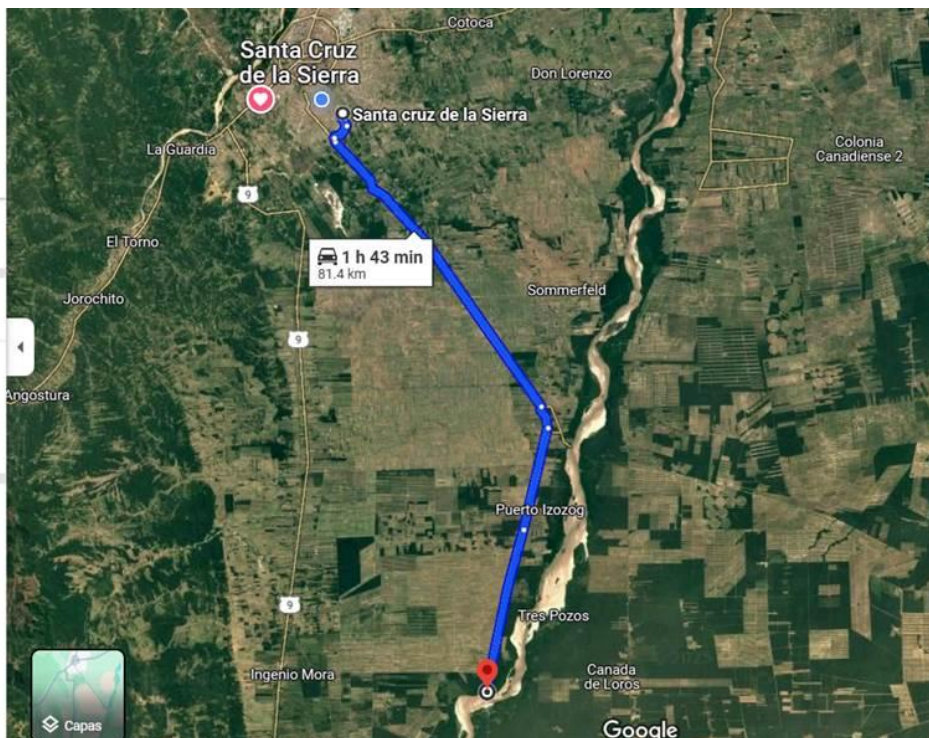 Cotoca
Santa Cruz
de la Sierra
Don Lorenzo
Santa cruz de la Sierra
La Guardia
Colonia
Canadiense 2
9
El Torno
1 h 43 min
81.4 km
Sommerfeld
Jorochito
9
Angostura
Puerto Izozog
9
Tres Pozos
Ingenio Mora
Canada
de Loros
Capas
Google